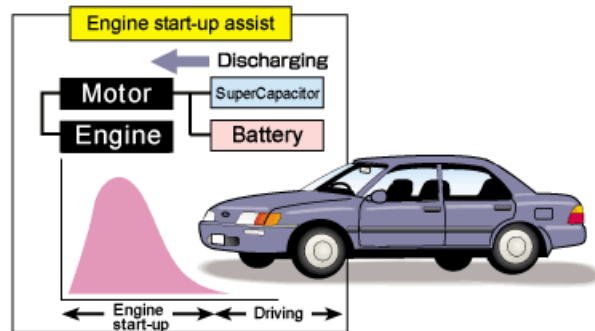 Engine start-up assist
Discharging
Motor
SuperCapacitor
Engine
Battery
Engine
start-up
Driving